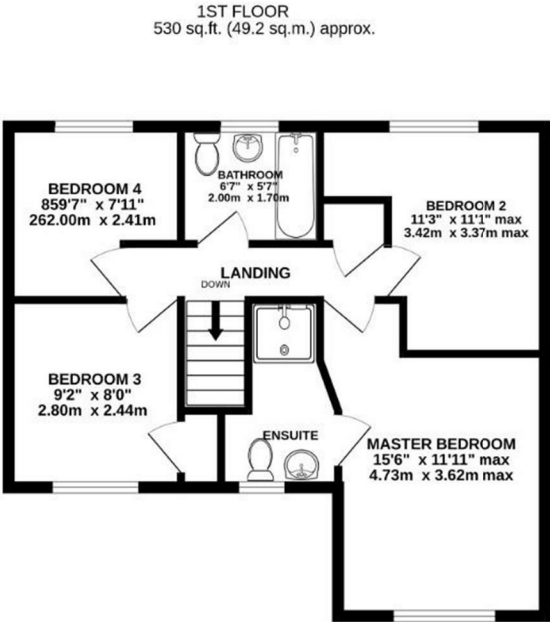 1ST FLOOR
530 sq.ft. (49.2 sq.m.) approx.
BEDROOM 4
859'7" x 7'11"
262.00m x 2.41m
BATHROOM
6'7" x 5'7"
2.00m x 1.70m
BEDROOM 2
11'3" x 11'1" max
3.42m x 3.37m max
LANDING
DOWN
BEDROOM 3
9'2" x 8'0"
2.80m x 2.44m
ENSUITE
MASTER BEDROOM
15'6" x 11'11" max
4.73m x 3.62m max